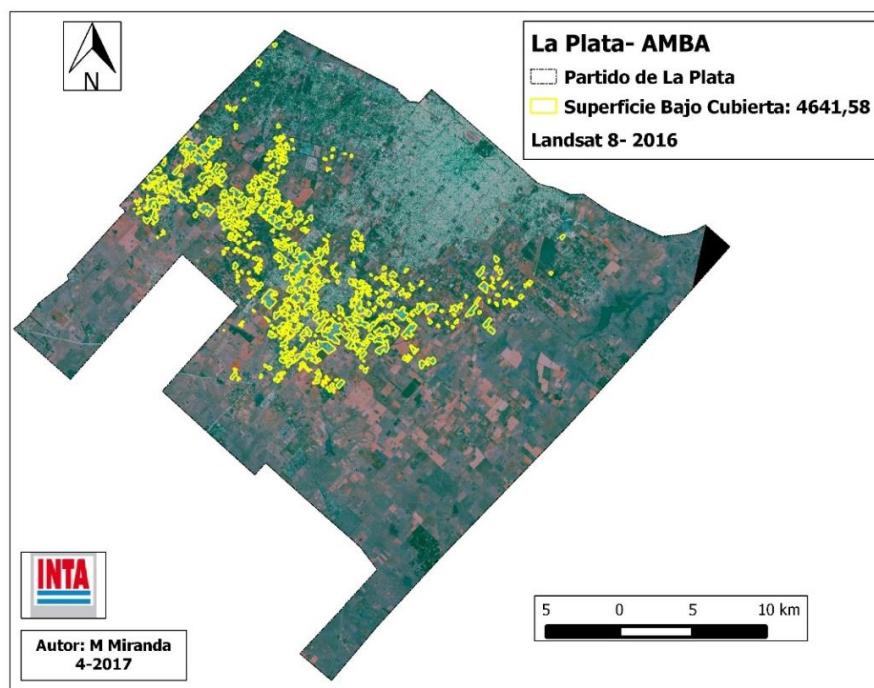 N
La Plata- AMBA
Partido de La Plata
Superficie Bajo Cubierta: 4641,58
Landsat 8- 2016
INTA
Autor: M Miranda
4-2017
5 0 5 10 km